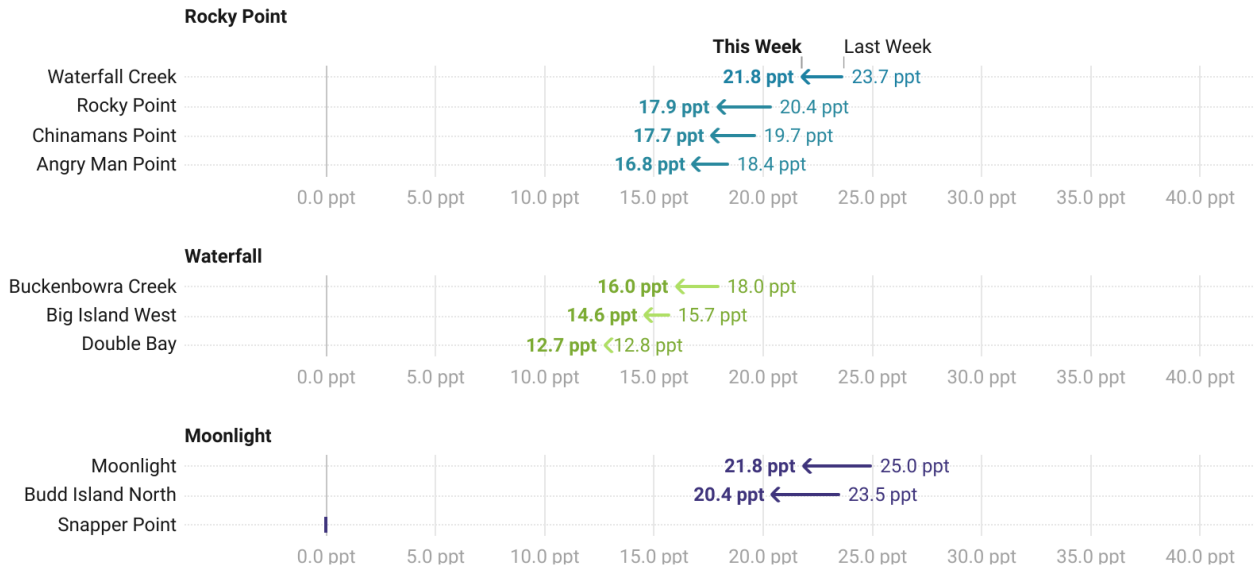 Rocky Point
This Week Last Week
Waterfall Creek 21.8 ppt 23.7 ppt
Rocky Point 17.9 ppt 20.4 ppt
Chinamans Point 17.7 ppt 19.7 ppt
Angry Man Point 16.8 ppt 18.4 ppt
0.0 ppt 5.0 ppt 10.0 ppt 15.0 ppt 20.0 ppt 25.0 ppt 30.0 ppt 35.0 ppt 40.0 ppt
Waterfall
Buckenbowra Creek 16.0 ppt 18.0 ppt
Big Island West 14.6 ppt 15.7 ppt
Double Bay 12.7 ppt 12.8 ppt
0.0 ppt 5.0 ppt 10.0 ppt 15.0 ppt 20.0 ppt 25.0 ppt 30.0 ppt 35.0 ppt 40.0 ppt
Moonlight
Moonlight 21.8 ppt 25.0 ppt
Budd Island North 20.4 ppt 23.5 ppt
Snapper Point
0.0 ppt 5.0 ppt 10.0 ppt 15.0 ppt 20.0 ppt 25.0 ppt 30.0 ppt 35.0 ppt 40.0 ppt